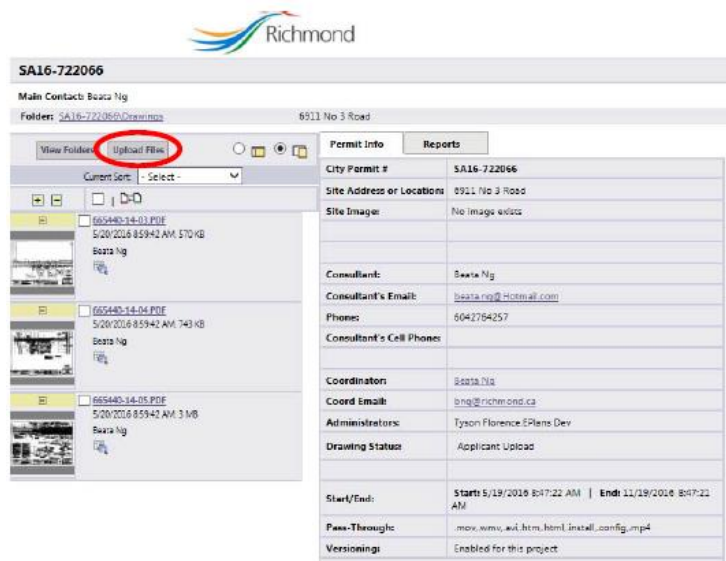 Richmond
SA16-722066
Main Contact: Beata Ng
Folder: SA16-722066\Drawings 6911 No 3 Road
View Folders Upload Files
Current Sort: - Select -
665440-14-03.PDF
5/20/2016 8:59:42 AM, 570 KB
Beata Ng
665440-14-04.PDF
5/20/2016 8:59:42 AM, 743 KB
Beata Ng
665440-14-05.PDF
5/20/2016 8:59:42 AM, 3 MB
Beata Ng
Permit Info Reports
City Permit # SA16-722066
Site Address or Location: 6911 No 3 Road
Site Image: No image exists
Consultant: Beata Ng
Consultant's Email: beata.ng@Hotmail.com
Phone: 6042764257
Consultant's Cell Phone:
Coordinator: Beata Ng
Coord Email: bng@richmond.ca
Administrators: Tyson Florence,EPlans Dev
Drawing Status: Applicant Upload
Start/End: Start: 5/19/2016 8:47:22 AM | End: 11/19/2016 8:47:21
AM
Pass-Through: .mov,.wmv,.avi,.htm,.html,.install,.config,.mp4
Versioning: Enabled for this project